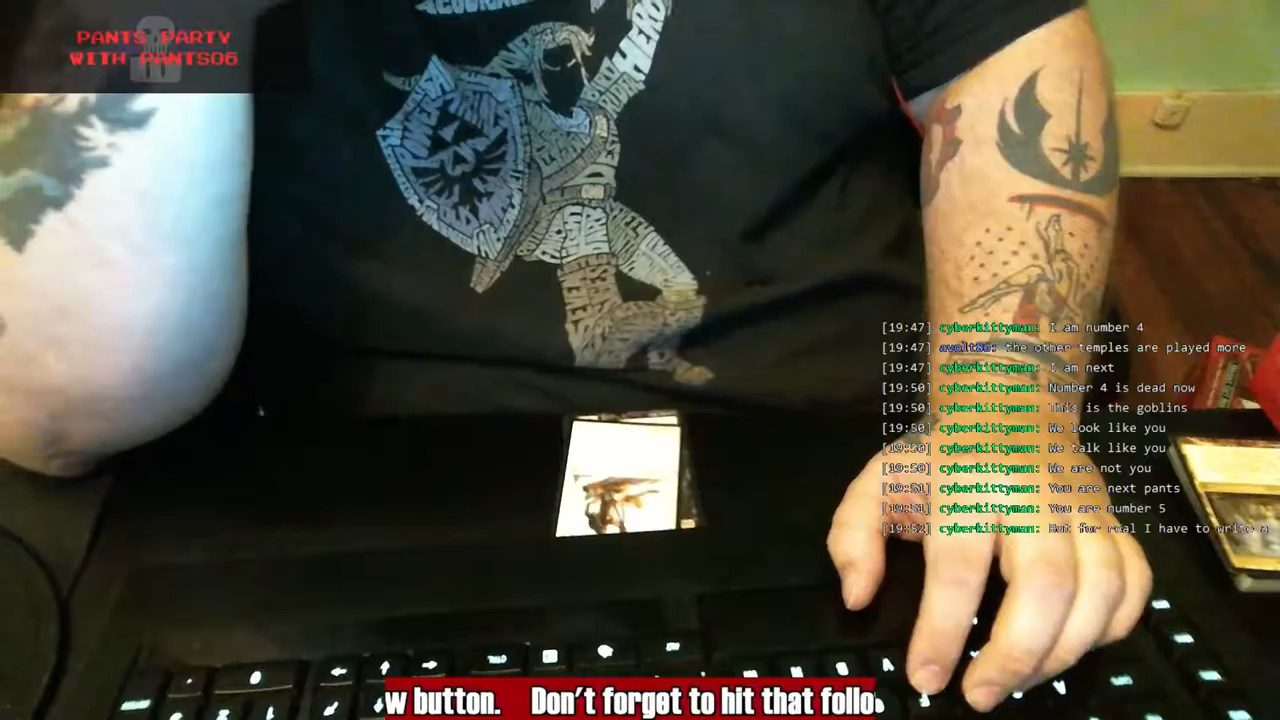 PANTS PARTY
WITH PANTS06
COURAGE
HERO
[19:47] cyberkittyman: I am number 4
[19:47] avolt86: the other temples are played more
[19:47] cyberkittyman: I am next
[19:50] cyberkittyman: Number 4 is dead now
[19:50] cyberkittyman: This is the goblins
[19:50] cyberkittyman: We look like you
[19:50] cyberkittyman: We talk like you
[19:50] cyberkittyman: We are not you
[19:51] cyberkittyman: You are next pants
[19:51] cyberkittyman: You are number 5
[19:52] cyberkittyman: But for real I have to write a
w button. Don't forget to hit that follo